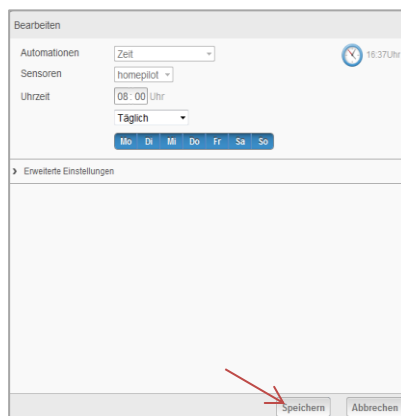 Bearbeiten
Automationen Zeit 16:37Uhr
Sensoren homepilot
Uhrzeit 08:00 Uhr
Täglich
Mo Di Mi Do Fr Sa So
Erweiterte Einstellungen
Speichern Abbrechen